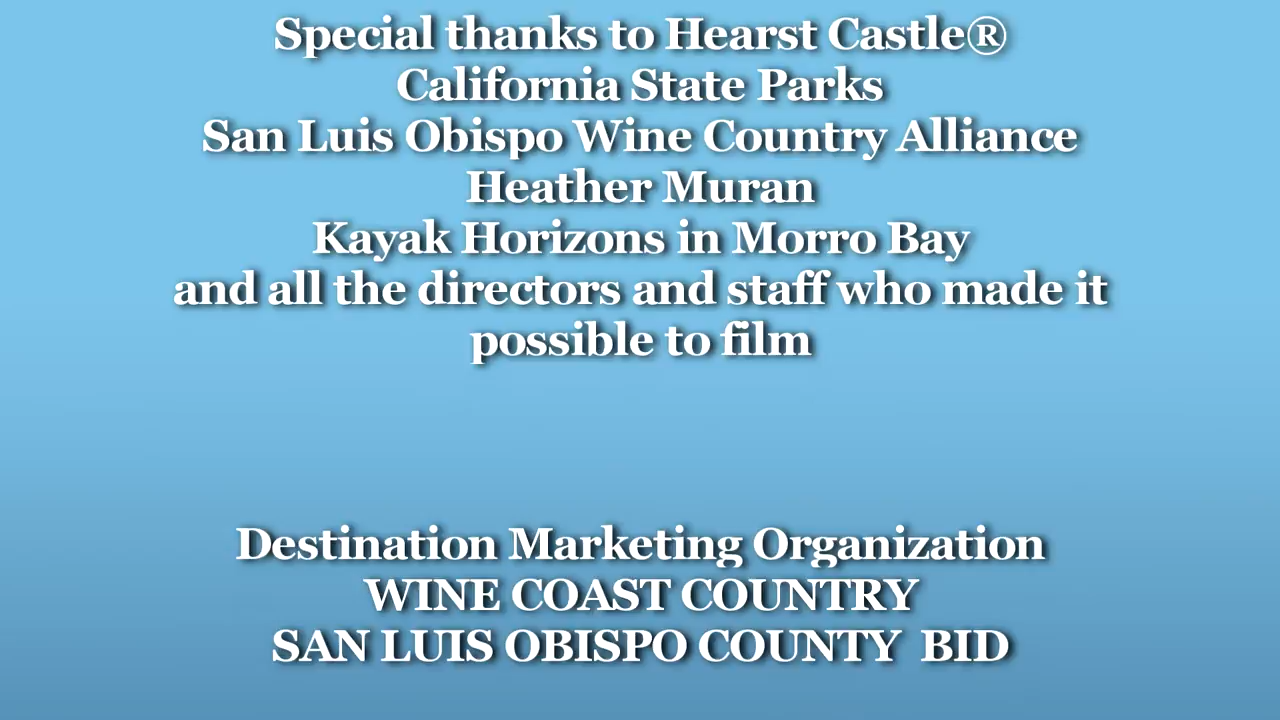 Special thanks to Hearst Castle®
California State Parks
San Luis Obispo Wine Country Alliance
Heather Muran
Kayak Horizons in Morro Bay
and all the directors and staff who made it
possible to film
Destination Marketing Organization
WINE COAST COUNTRY
SAN LUIS OBISPO COUNTY  BID